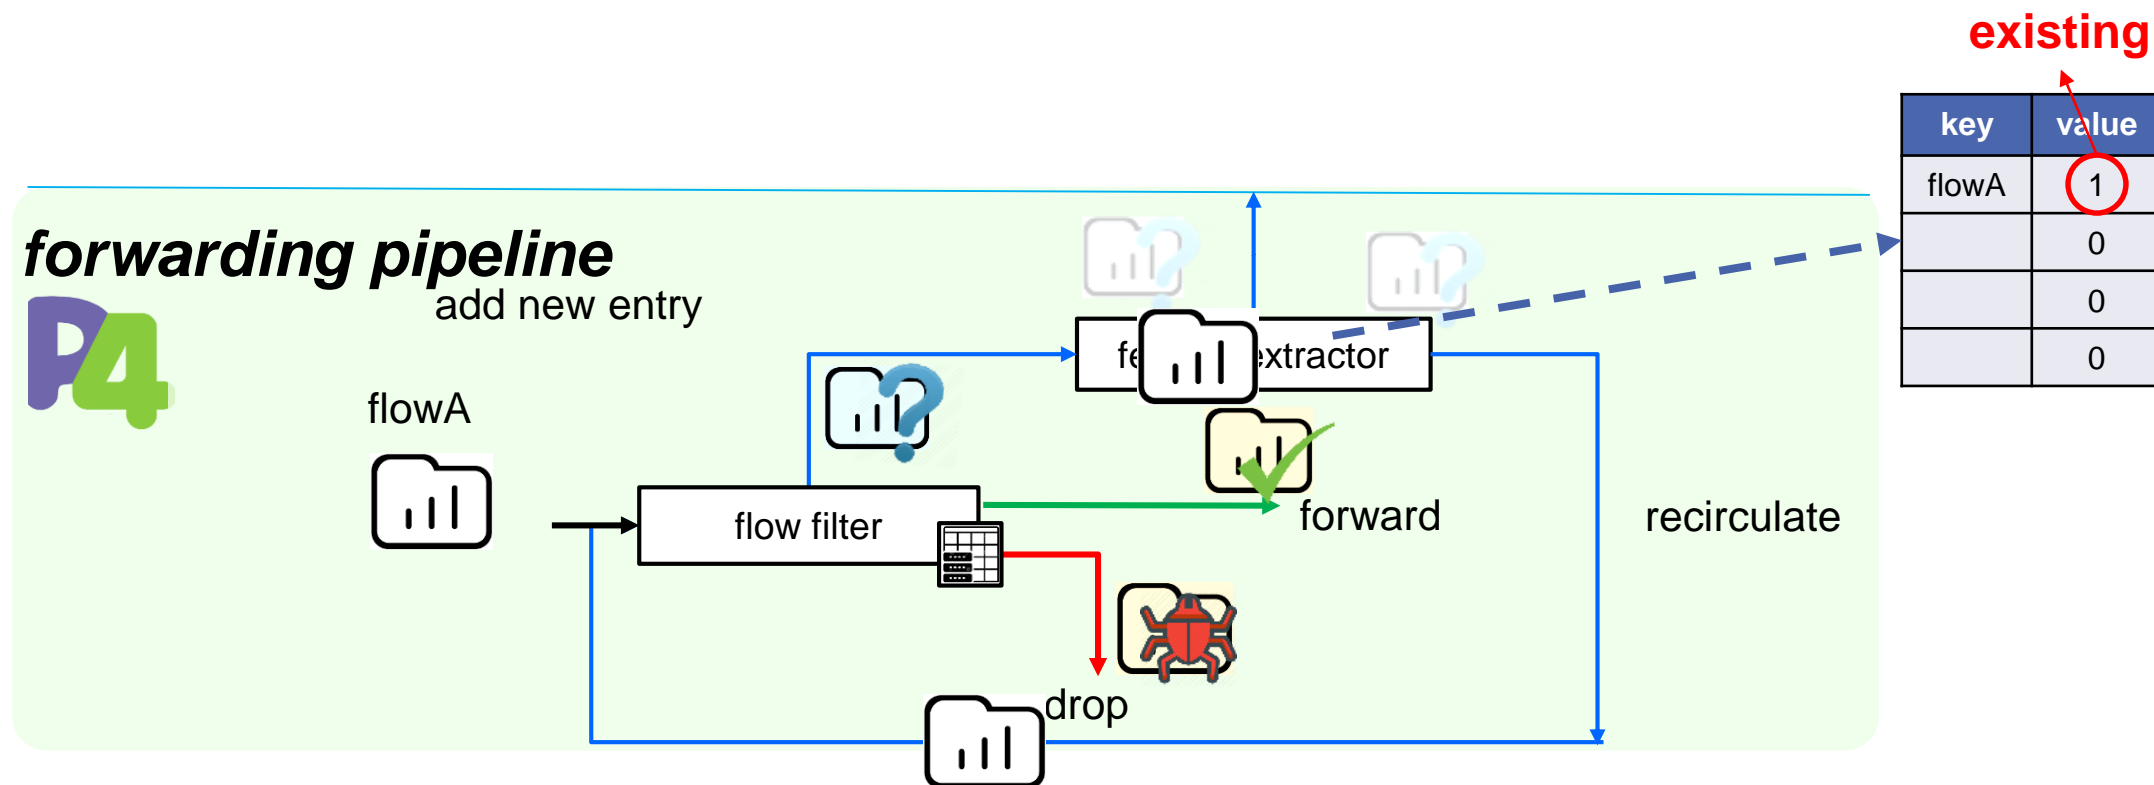 existing
key value
flowA 1
0
0
0
forwarding pipeline
P4
add new entry
extractor
flowA
flow filter
forward
recirculate
drop